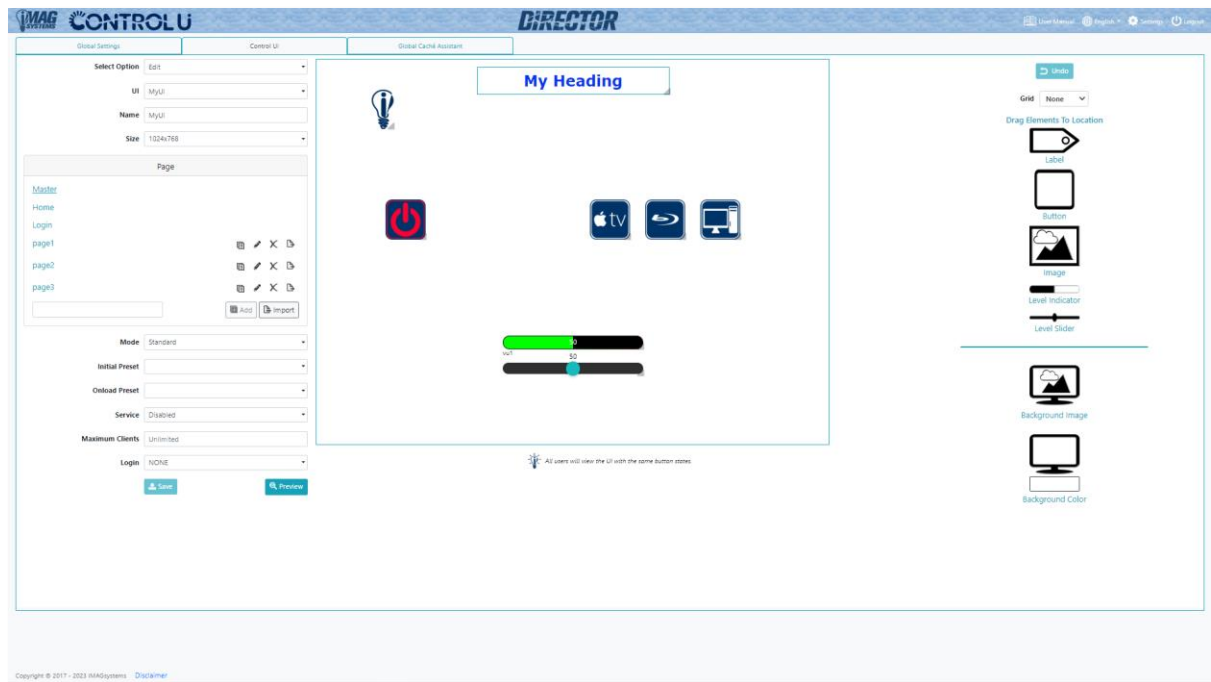 IMAG SYSTEMS CONTROL U
DIRECTOR
User Manual English Settings Logout
Global Settings
Control UI
Global Caché Assistant
Select Option Edit
UI MyUI
Name MyUI
Size 1024x768
Page
Master
Home
Login
page1
page2
page3
Add Import
Mode Standard
Initial Preset
Onload Preset
Service Disabled
Maximum Clients Unlimited
Login NONE
Save Preview
My Heading
tv
50
50
All users will view the UI with the same button states.
Undo
Grid None
Drag Elements To Location
Label
Button
Image
Level Indicator
Level Slider
Background Image
Background Color
Copyright © 2017 - 2023 IMAGsystems Disclaimer